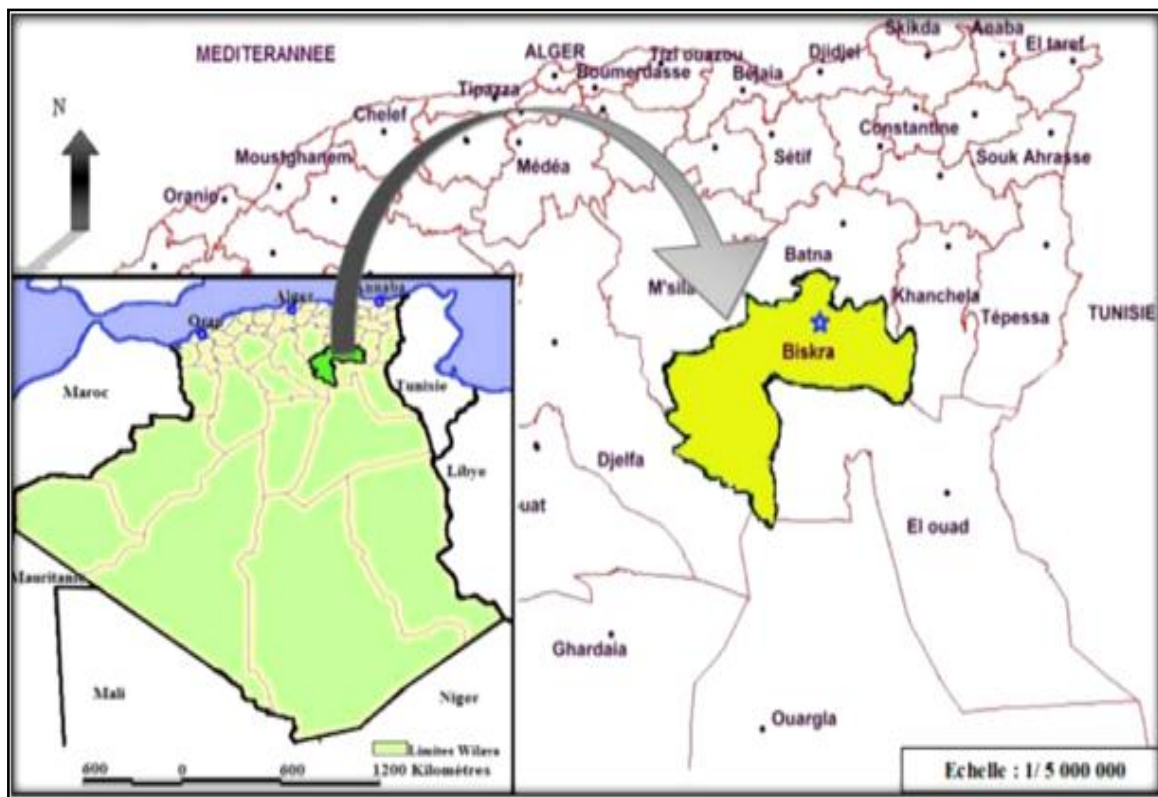 MEDITERANNEE
N
ALGER
Tizi ouazou
Djidjel
Skikda
El taref
Boumerdasse
Bejaia
Tipazza
Chelef
Constantine
Moustghanem
Médéa
Sétif
Souk Ahrasse
Batna
M'sila
Khanchela
Tépessa
TUNISIE
Biskra
Djelfa
uat
El ouad
Ghardaia
Ouargla
Echelle : 1/ 5 000 000
Alger
Annaba
Oran
Maroc
Tunisie
Libye
Mauritanie
Mali
Niger
Limites Wilaya
600 0 600 1200 Kilomètres